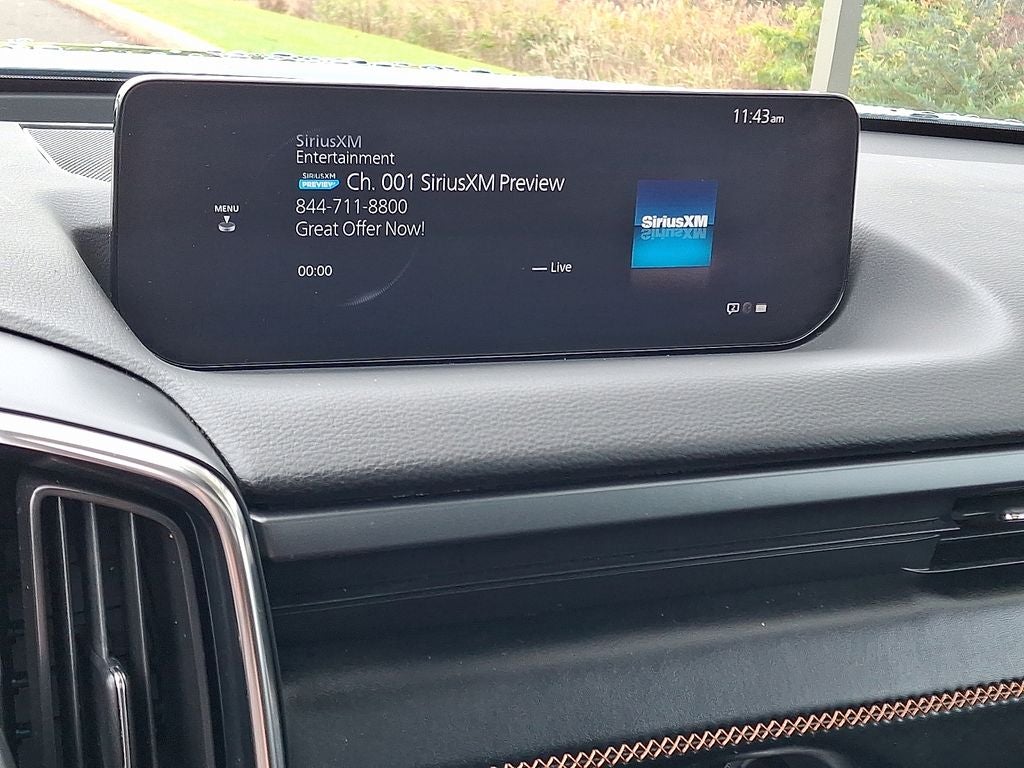 11:43am
SiriusXM
Entertainment
SIRIUSXM
PREVIEW
Ch. 001 SiriusXM Preview
MENU
844-711-8800
Great Offer Now!
SiriusXM
00:00
Live